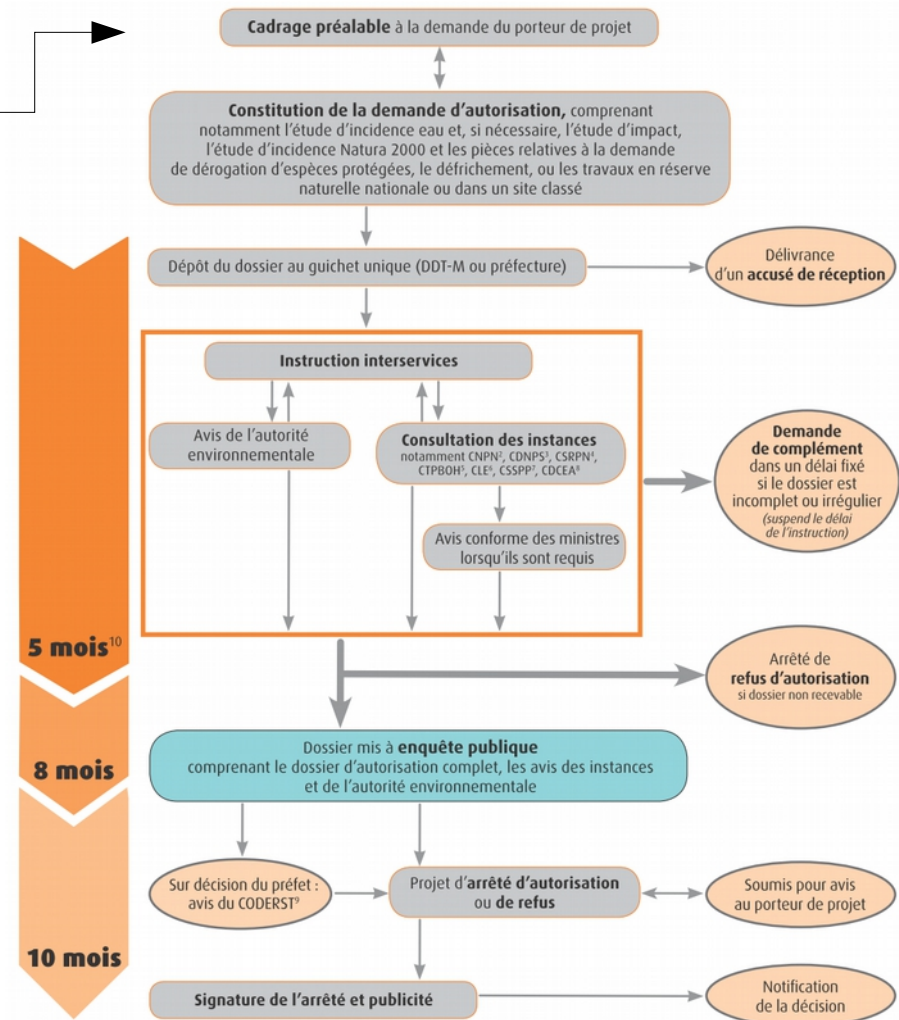 Cadrage préalable à la demande du porteur de projet
Constitution de la demande d'autorisation, comprenant
notamment l'étude d'incidence eau et, si nécessaire, l'étude d'impact,
l'étude d'incidence Natura 2000 et les pièces relatives à la demande
de dérogation d'espèces protégées, le défrichement, ou les travaux en réserve
naturelle nationale ou dans un site classé
Dépôt du dossier au guichet unique (DDT-M ou préfecture)
Délivrance
d'un accusé de réception
Instruction interservices
Avis de l'autorité
environnementale
Consultation des instances
notamment CNPN², CDNPS³, CSRPN⁴,
CTPBOH⁵, CLE⁶, CSSPP⁷, CDCEA⁸
Avis conforme des ministres
lorsqu'ils sont requis
Demande
de complément
dans un délai fixé
si le dossier est
incomplet ou irrégulier
(suspend le délai
de l'instruction)
5 mois¹⁰
Arrêté de
refus d'autorisation
si dossier non recevable
8 mois
Dossier mis à enquête publique
comprenant le dossier d'autorisation complet, les avis des instances
et de l'autorité environnementale
Sur décision du préfet :
avis du CODERST⁹
Projet d'arrêté d'autorisation
ou de refus
Soumis pour avis
au porteur de projet
10 mois
Signature de l'arrêté et publicité
Notification
de la décision